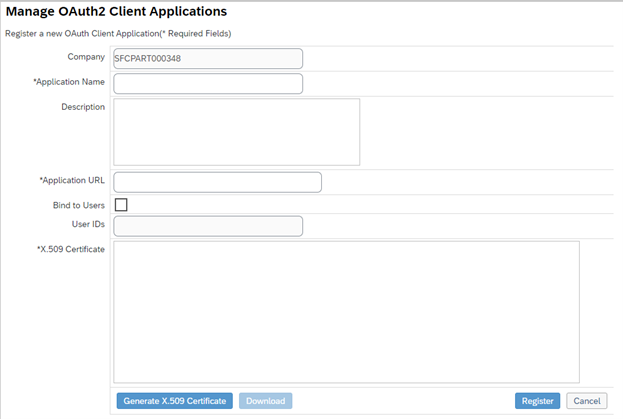 Manage OAuth2 Client Applications
Register a new OAuth Client Application(* Required Fields)
Company SFCPART000348
*Application Name
Description
*Application URL
Bind to Users
User IDs
*X.509 Certificate
Generate X.509 Certificate Download Register Cancel